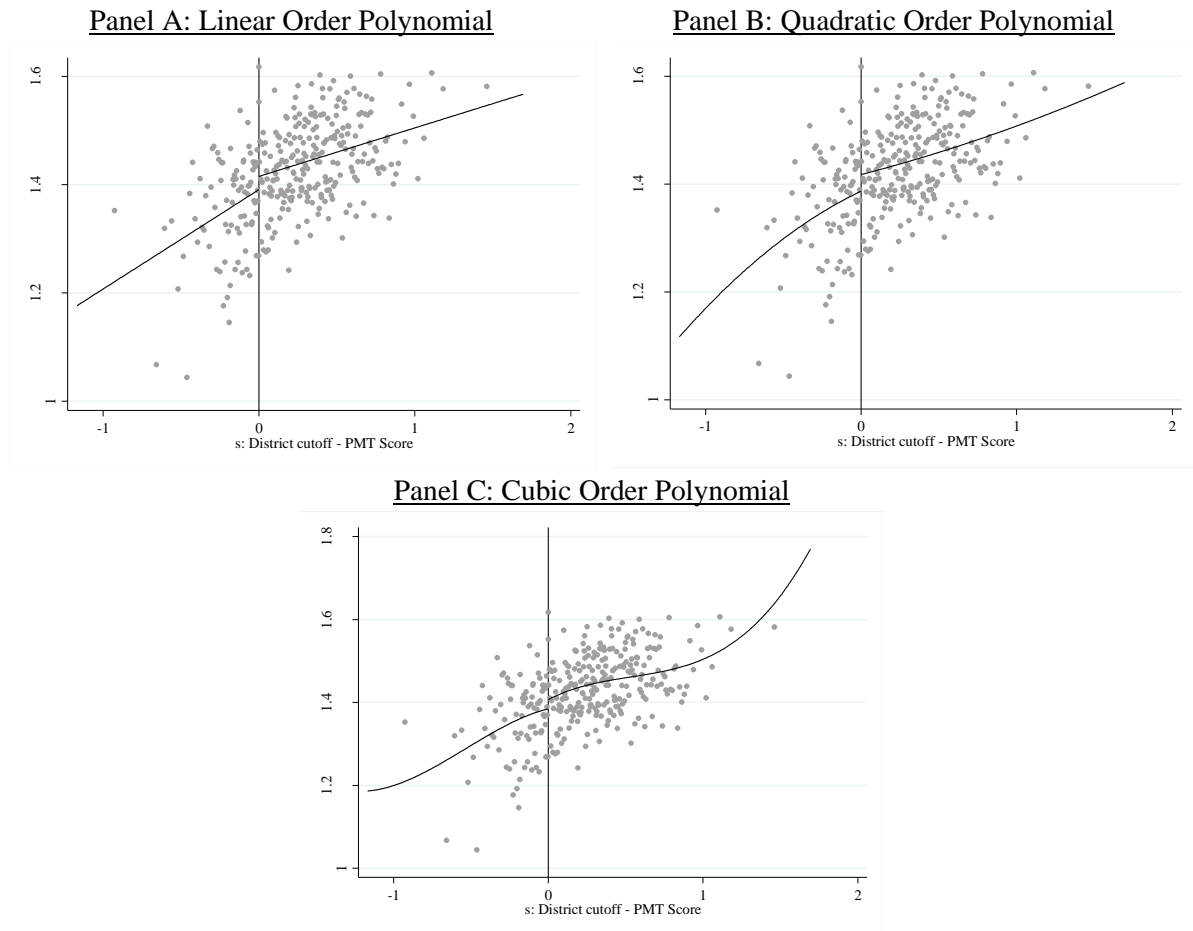 Panel A: Linear Order Polynomial
1.6
1.4
1.2
1
-1 0 1 2
s: District cutoff - PMT Score
Panel B: Quadratic Order Polynomial
1.6
1.4
1.2
1
-1 0 1 2
s: District cutoff - PMT Score
Panel C: Cubic Order Polynomial
1.8
1.6
1.4
1.2
1
-1 0 1 2
s: District cutoff - PMT Score